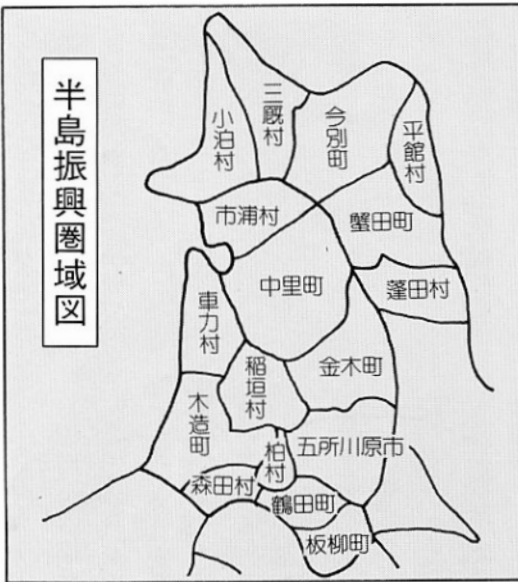 半島振興圏域図
小泊村
三厩村
今別町
平舘村
市浦村
蟹田町
中里町
蓬田村
車力村
稲垣村
金木町
木造町
柏村
五所川原市
森田村
鶴田町
板柳町